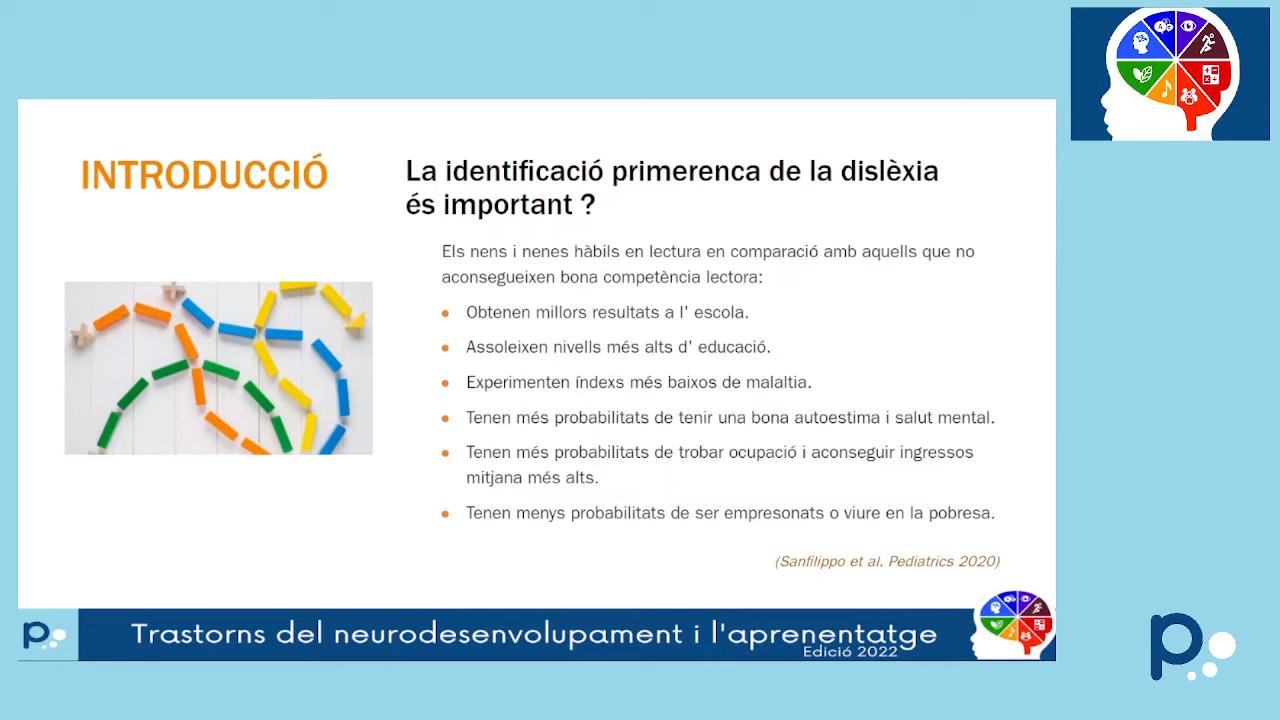 INTRODUCCIÓ
La identificació primerenca de la dislèxia
és important ?
Els nens i nenes hàbils en lectura en comparació amb aquells que no
aconsegueixen bona competència lectora:
• Obtenen millors resultats a l' escola.
• Assoleixen nivells més alts d' educació.
• Experimenten índexs més baixos de malaltia.
• Tenen més probabilitats de tenir una bona autoestima i salut mental.
• Tenen més probabilitats de trobar ocupació i aconseguir ingressos
mitjana més alts.
• Tenen menys probabilitats de ser empresonats o viure en la pobresa.
(Sanfilippo et al. Pediatrics 2020)
p
Trastorns del neurodesenvolupament i l'aprenentatge
Edició 2022
p